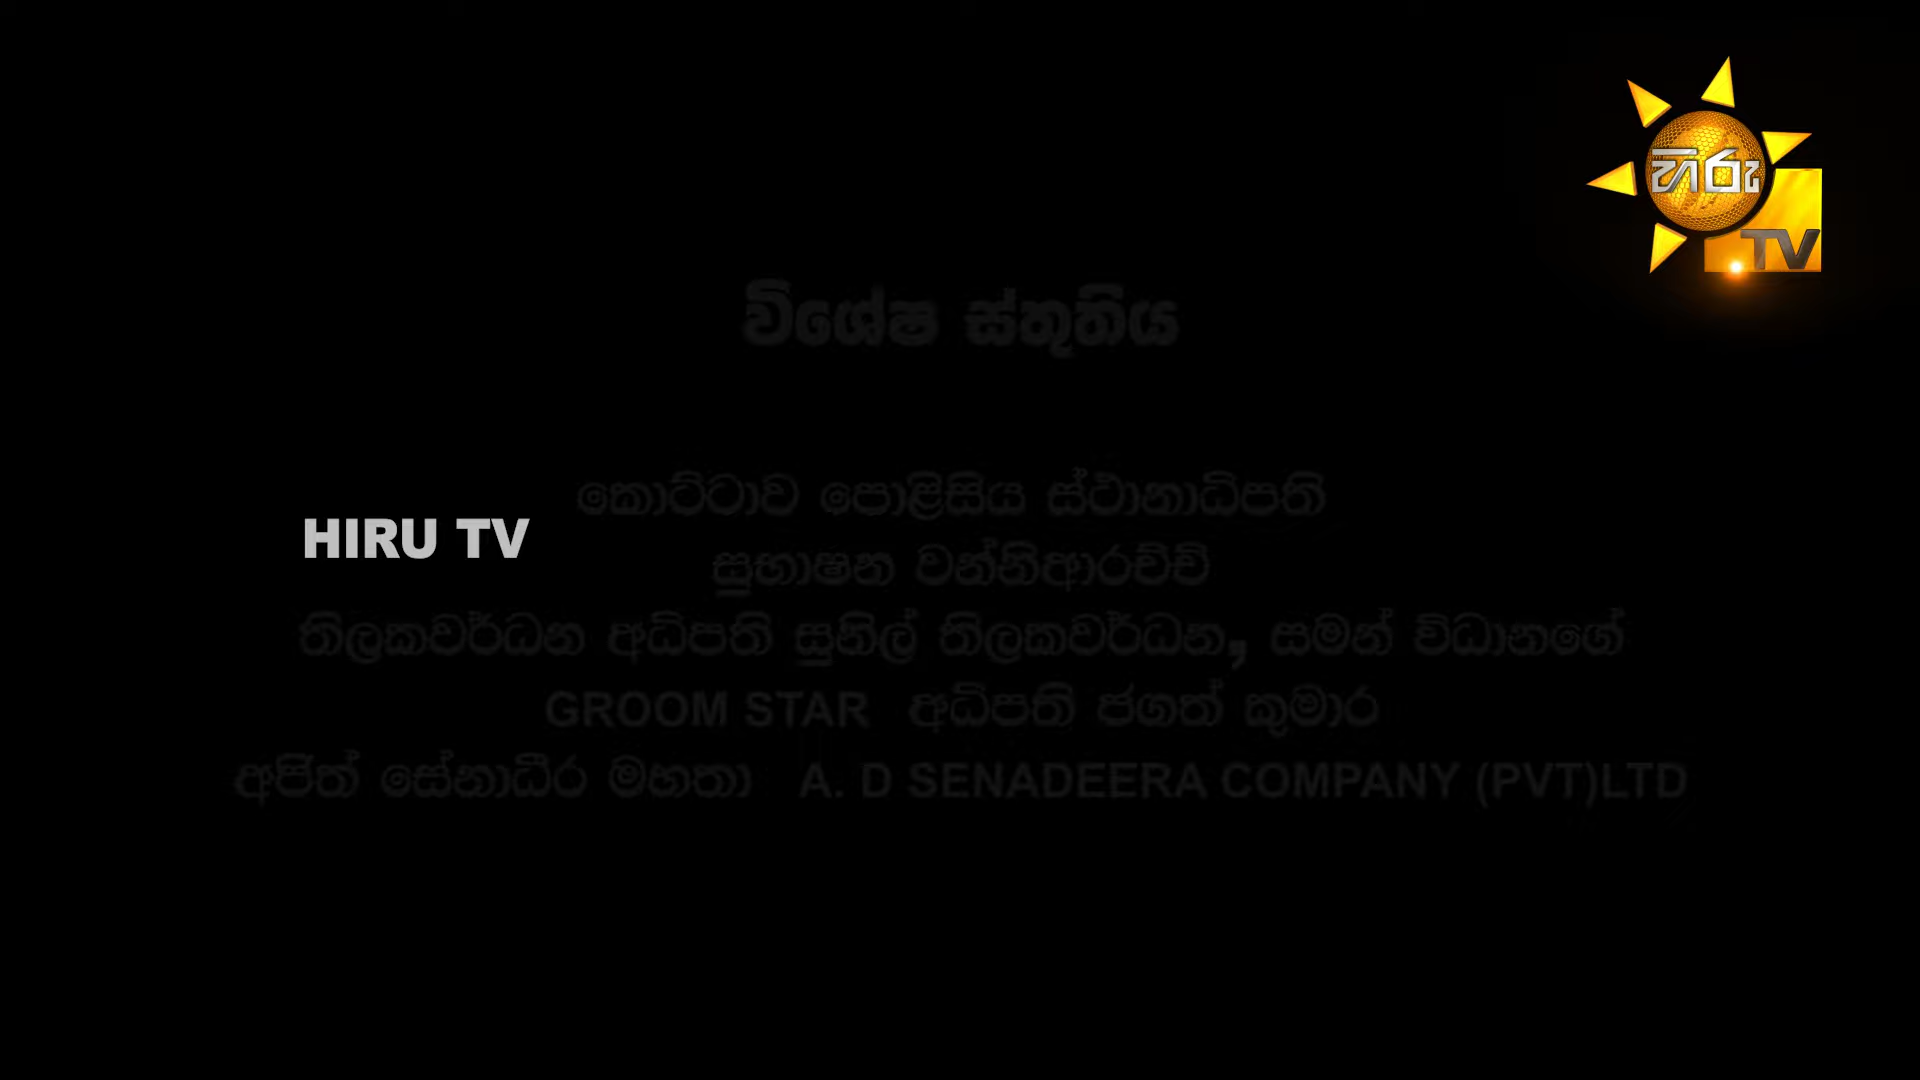 හිරු
TV
විශේෂ ස්තූතිය
කොට්ටාව පොළිසිය ස්ථානාධිපති
HIRU TV
සුභාෂන වන්නිආරච්චි
තිලකවර්ධන අධිපති සුනිල් තිලකවර්ධන, සමන් විධානගේ
GROOM STAR අධිපති ජගත් කුමාර
අජිත් සේනාධීර මහතා A. D SENADEERA COMPANY (PVT)LTD